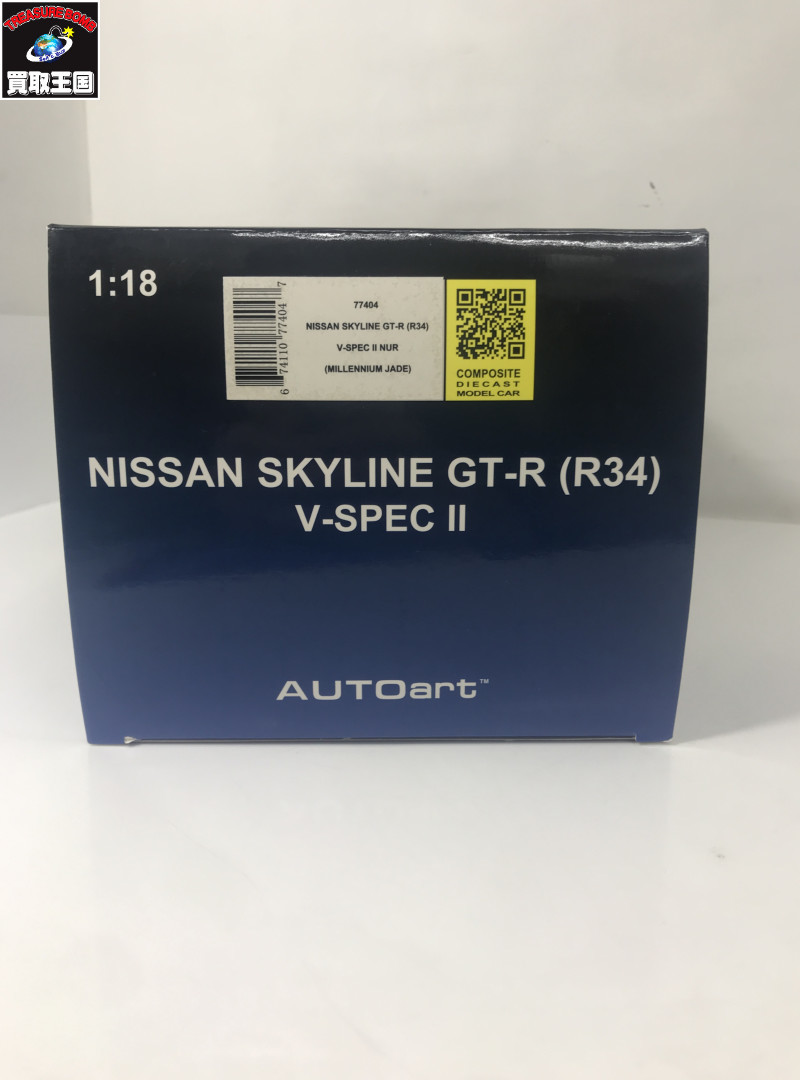 TREASURE BOMB
買取王国
1:18
77404
NISSAN SKYLINE GT-R (R34)
V-SPEC II NUR
(MILLENNIUM JADE)
6 74110 77404 7
COMPOSITE
DIECAST
MODEL CAR
NISSAN SKYLINE GT-R (R34)
V-SPEC II
AUTOart™